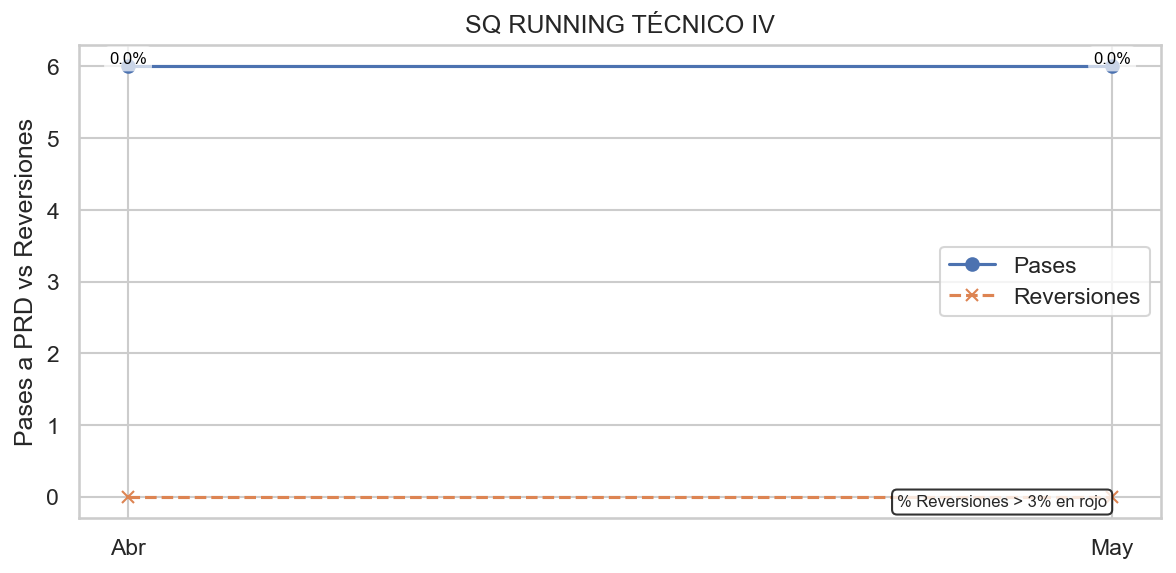 SQ RUNNING TÉCNICO IV
Pases a PRD vs Reversiones
6
5
4
3
2
1
0
0.0%
0.0%
Pases
Reversiones
% Reversiones > 3% en rojo
Abr
May